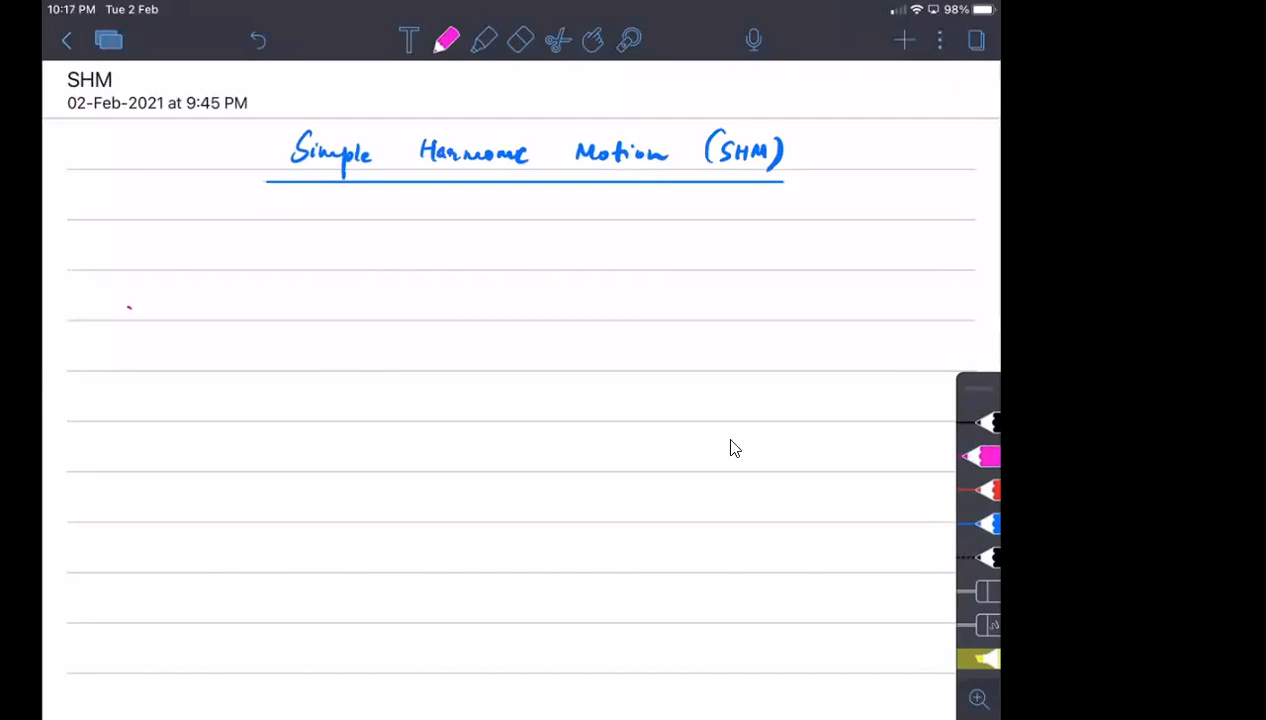 10:17 PM Tue 2 Feb 98%
T
SHM
02-Feb-2021 at 9:45 PM
Simple Harmonic Motion (SHM)